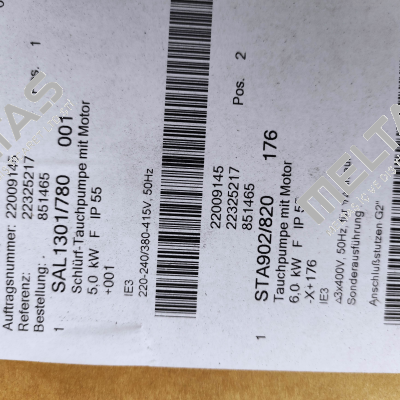 Pos. 1
Auftragsnummer: 22009145
Referenz: 22325217
Bestellung: 851465
1 SAL1301/780 001
Schlürf-Tauchpumpe mit Motor
5,0 kW F IP 55
+001
IE3
220-240/380-415V, 50Hz
Pos. 2
22009145
22325217
851465
1 STA902/820 176
Tauchpumpe mit Motor
6,0 kW F IP
-X+176
IE3
3x400V, 50Hz,
Sonderausführung
Anschlußstutzen G2"
MELTA